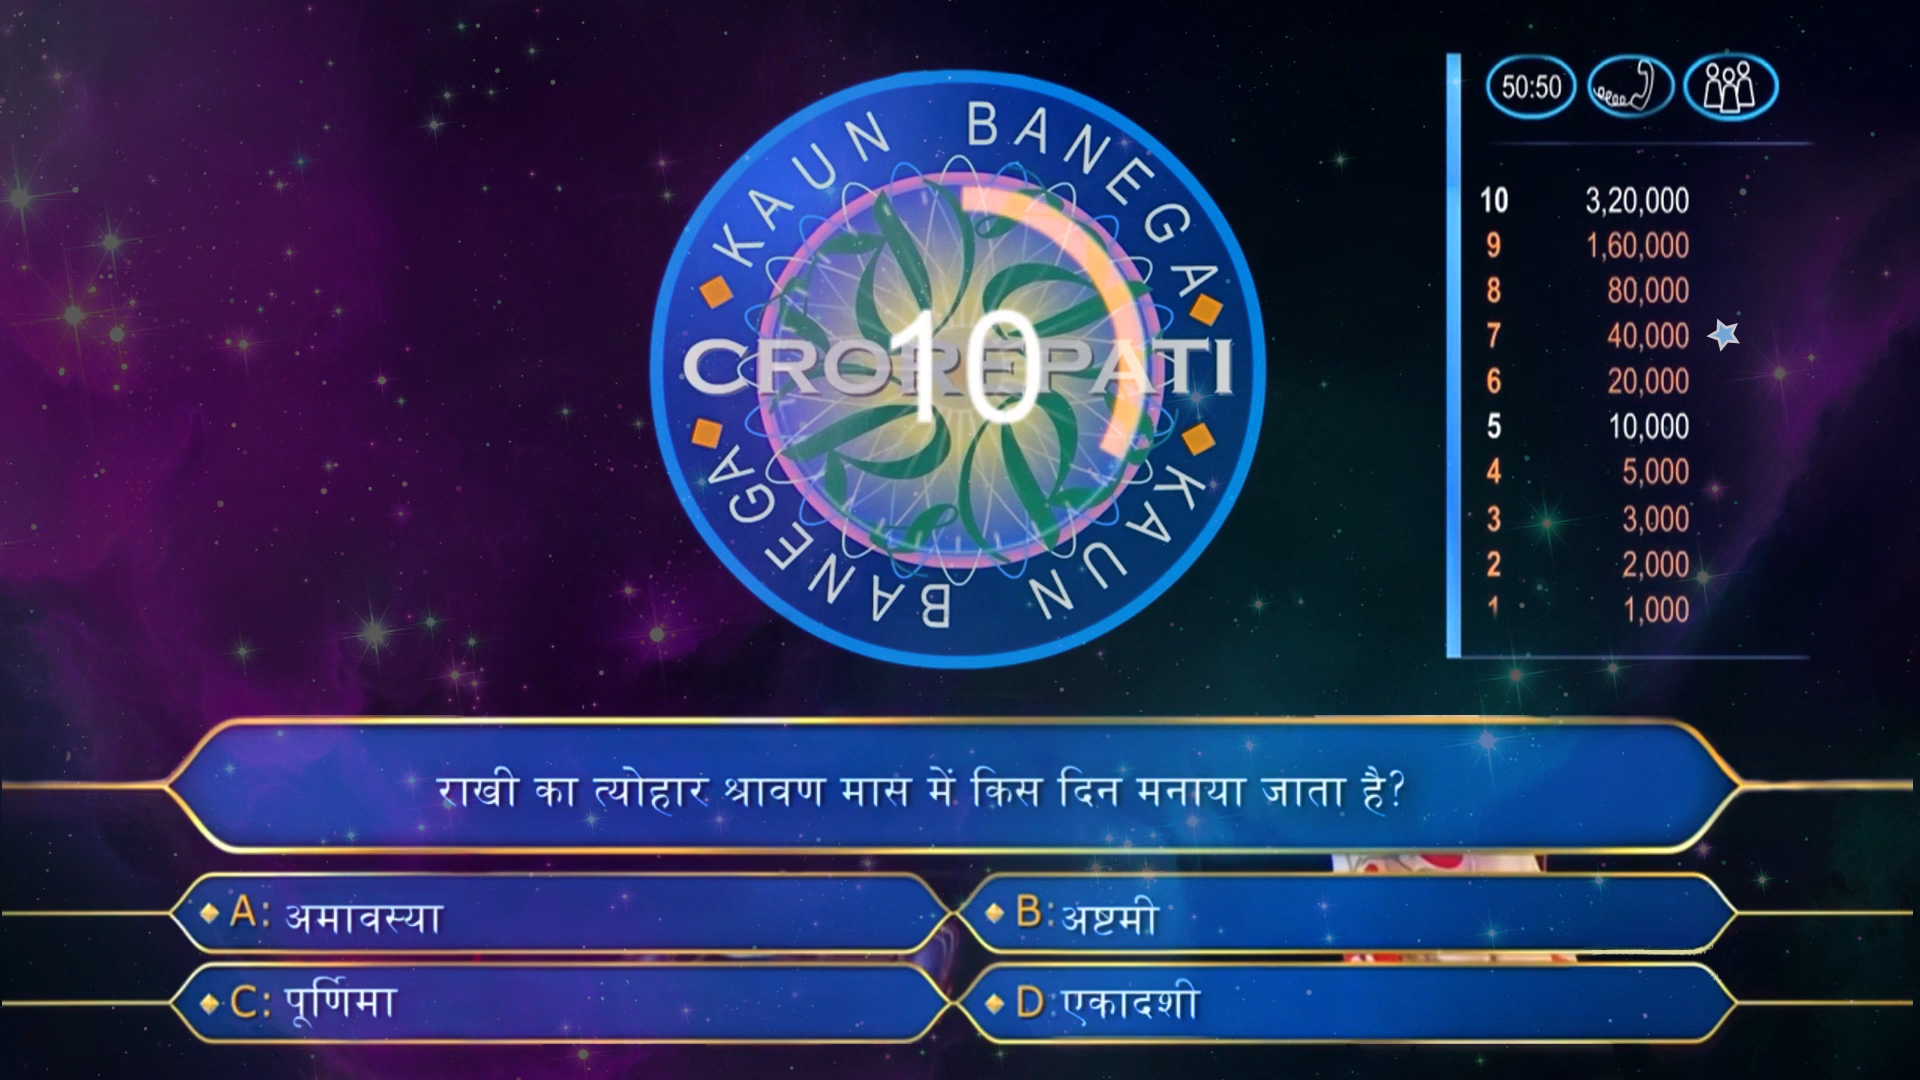 KAUN BANEGA
CROREPATI
KAUN BANEGA
10
50:50
10 3,20,000
9 1,60,000
8 80,000
7 40,000
6 20,000
5 10,000
4 5,000
3 3,000
2 2,000
1 1,000
राखी का त्योहार श्रावण मास में किस दिन मनाया जाता है?
A: अमावस्या
B: अष्टमी
C: पूर्णिमा
D: एकादशी